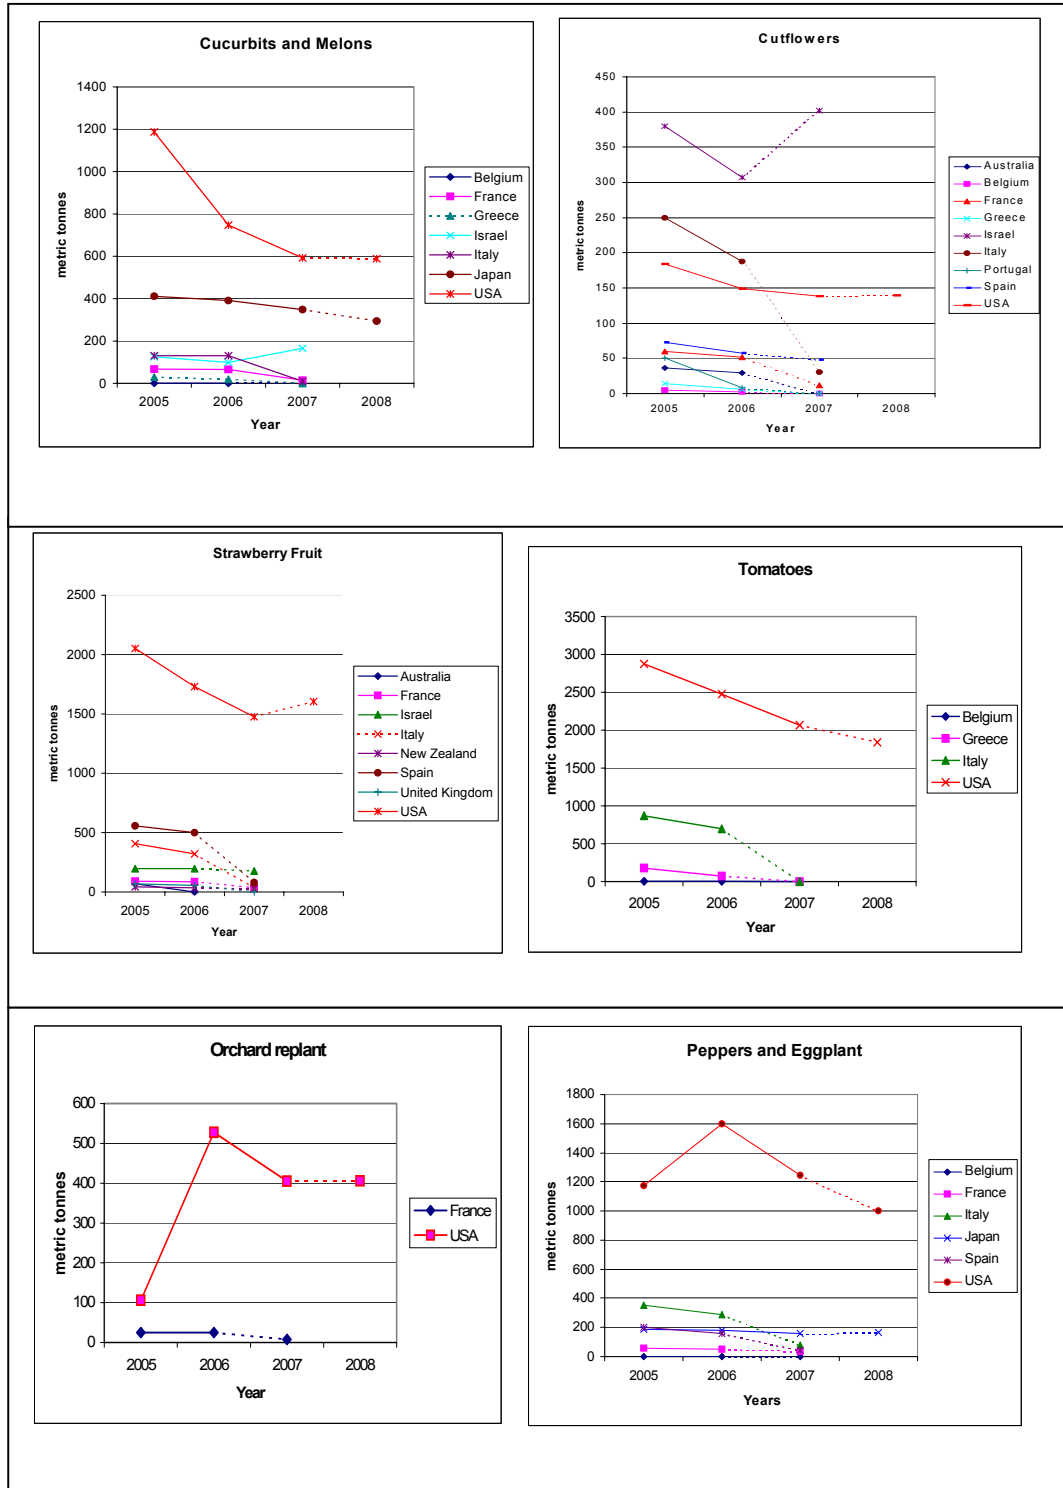 Cucurbits and Melons
1400
1200
1000
800
600
400
200
0
metric tonnes
2005 2006 2007 2008
Year
Belgium
France
Greece
Israel
Italy
Japan
USA
Cutflowers
450
400
350
300
250
200
150
100
50
0
metric tonnes
2005 2006 2007 2008
Year
Australia
Belgium
France
Greece
Israel
Italy
Portugal
Spain
USA
Strawberry Fruit
2500
2000
1500
1000
500
0
metric tonnes
2005 2006 2007 2008
Year
Australia
France
Israel
Italy
New Zealand
Spain
United Kingdom
USA
Tomatoes
3500
3000
2500
2000
1500
1000
500
0
metric tonnes
2005 2006 2007 2008
Year
Belgium
Greece
Italy
USA
Orchard replant
600
500
400
300
200
100
0
metric tonnes
2005 2006 2007 2008
Year
France
USA
Peppers and Eggplant
1800
1600
1400
1200
1000
800
600
400
200
0
metric tonnes
2005 2006 2007 2008
Years
Belgium
France
Italy
Japan
Spain
USA